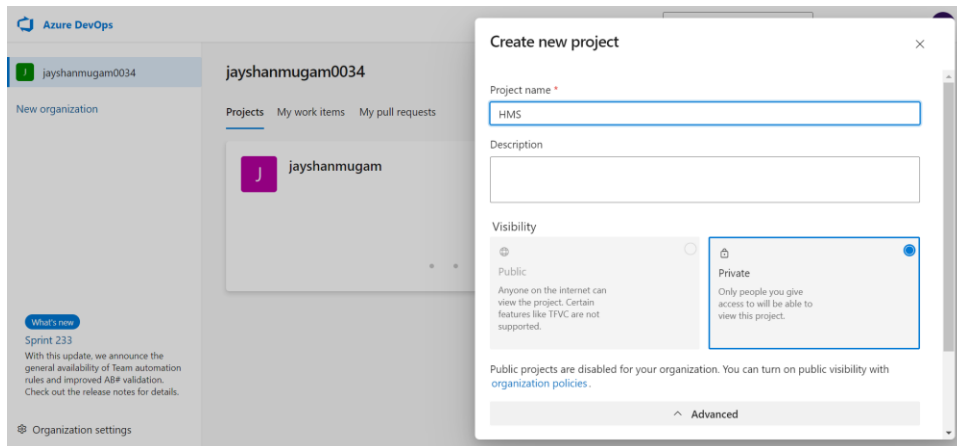 Azure DevOps
J jayshanmugam0034
New organization
What's new
Sprint 233
With this update, we announce the
general availability of Team automation
rules and improved AB# validation.
Check out the release notes for details.
Organization settings
jayshanmugam0034
Projects My work items My pull requests
J jayshanmugam
Create new project
Project name *
HMS
Description
Visibility
Public
Anyone on the internet can
view the project. Certain
features like TFVC are not
supported.
Private
Only people you give
access to will be able to
view this project.
Public projects are disabled for your organization. You can turn on public visibility with
organization policies.
Advanced